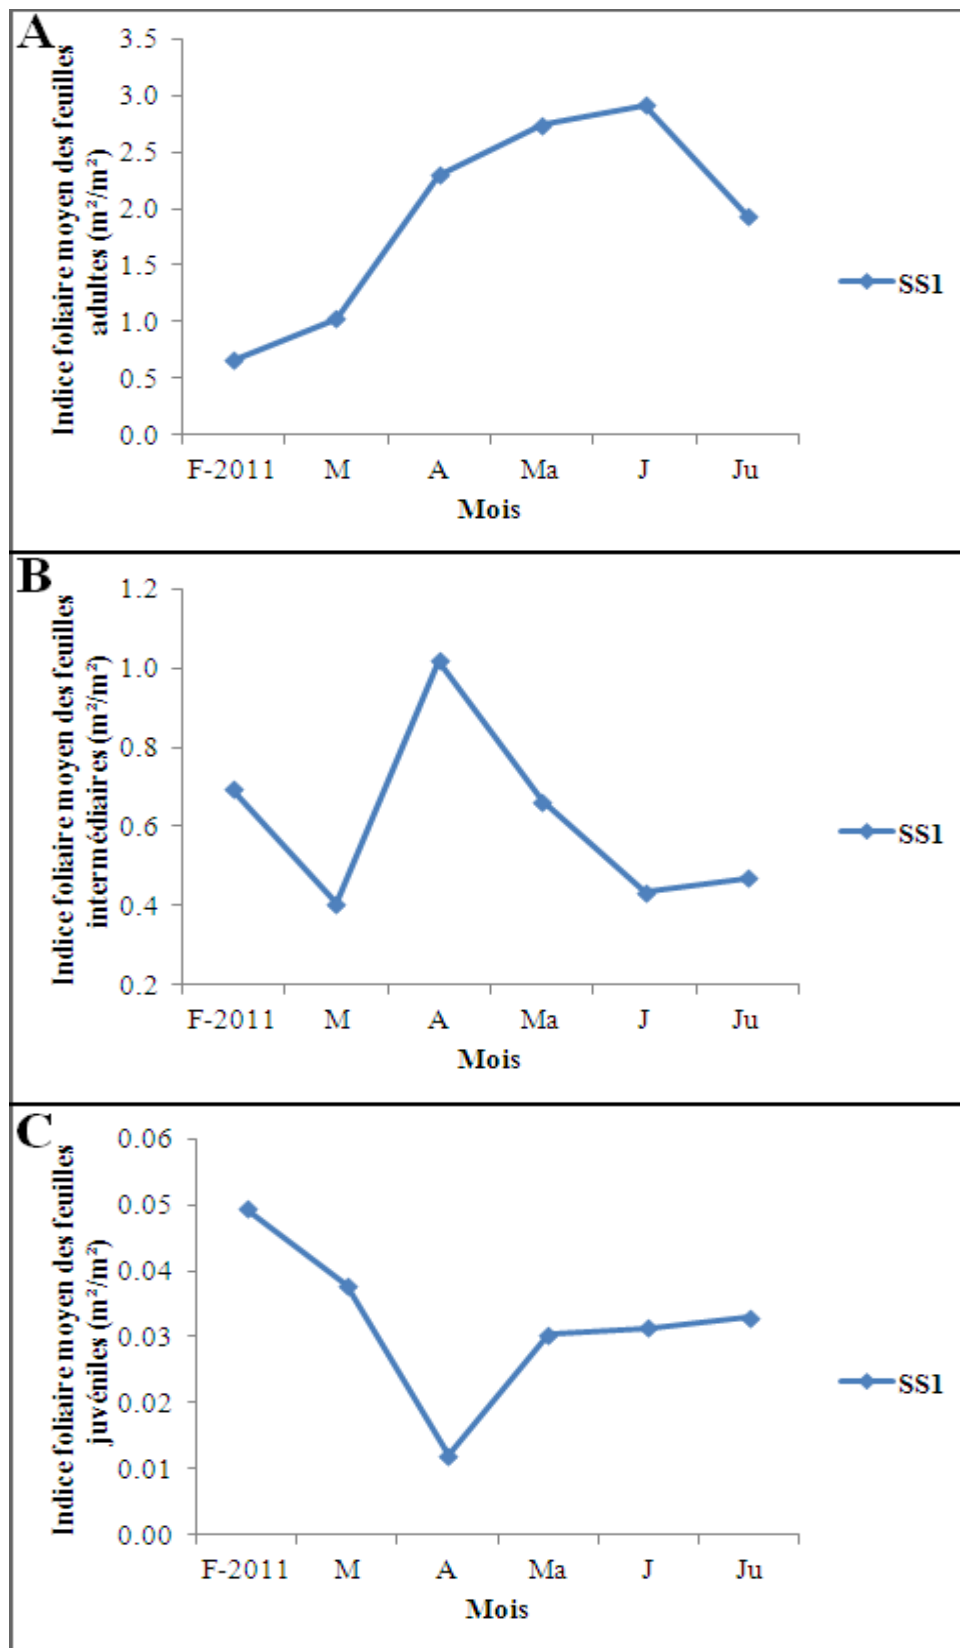 A
Indice foliaire moyen des feuilles
adultes (m²/m²)
3.5
3.0
2.5
2.0
1.5
1.0
0.5
0.0
F-2011 M A Ma J Ju
Mois
SS1
B
Indice foliaire moyen des feuilles
intermédiaires (m²/m²)
1.2
1.0
0.8
0.6
0.4
0.2
F-2011 M A Ma J Ju
Mois
SS1
C
Indice foliaire moyen des feuilles
juvéniles (m²/m²)
0.06
0.05
0.04
0.03
0.02
0.01
0.00
F-2011 M A Ma J Ju
Mois
SS1